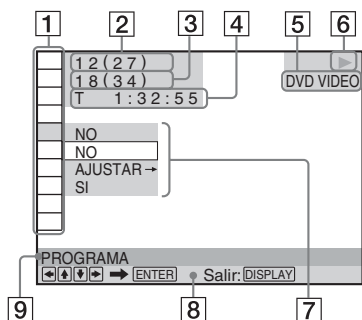 1 2 3 4 5 6
12(27)
18(34)
T 1:32:55
DVD VIDEO
NO
NO
AJUSTAR →
SI
PROGRAMA
ENTER Salir: DISPLAY
9 8 7